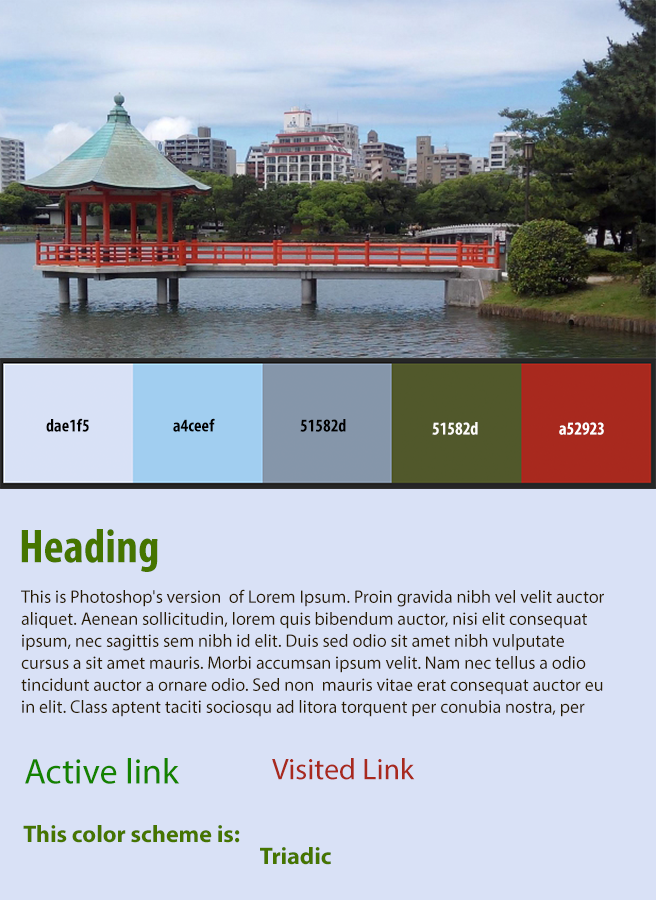 dae1f5
a4ceef
51582d
51582d
a52923
Heading
This is Photoshop's version  of Lorem Ipsum. Proin gravida nibh vel velit auctor
aliquet. Aenean sollicitudin, lorem quis bibendum auctor, nisi elit consequat
ipsum, nec sagittis sem nibh id elit. Duis sed odio sit amet nibh vulputate
cursus a sit amet mauris. Morbi accumsan ipsum velit. Nam nec tellus a odio
tincidunt auctor a ornare odio. Sed non  mauris vitae erat consequat auctor eu
in elit. Class aptent taciti sociosqu ad litora torquent per conubia nostra, per
Active link
Visited Link
This color scheme is:
Triadic